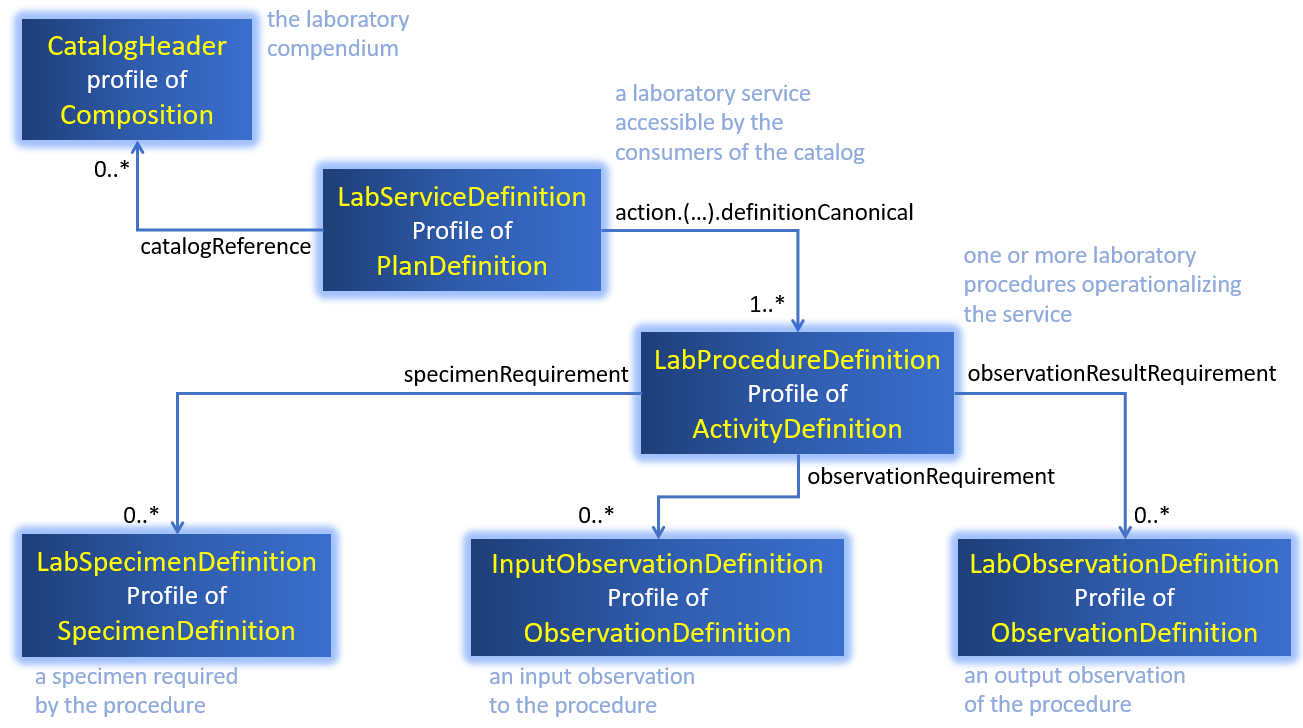 CatalogHeader
profile of
Composition
the laboratory
compendium
0..*
catalogReference
a laboratory service
accessible by the
consumers of the catalog
LabServiceDefinition
Profile of
PlanDefinition
action.(...).definitionCanonical
1..*
one or more laboratory
procedures operationalizing
the service
LabProcedureDefinition
Profile of
ActivityDefinition
specimenRequirement
observationResultRequirement
observationRequirement
0..*
0..*
0..*
LabSpecimenDefinition
Profile of
SpecimenDefinition
a specimen required
by the procedure
InputObservationDefinition
Profile of
ObservationDefinition
an input observation
to the procedure
LabObservationDefinition
Profile of
ObservationDefinition
an output observation
of the procedure